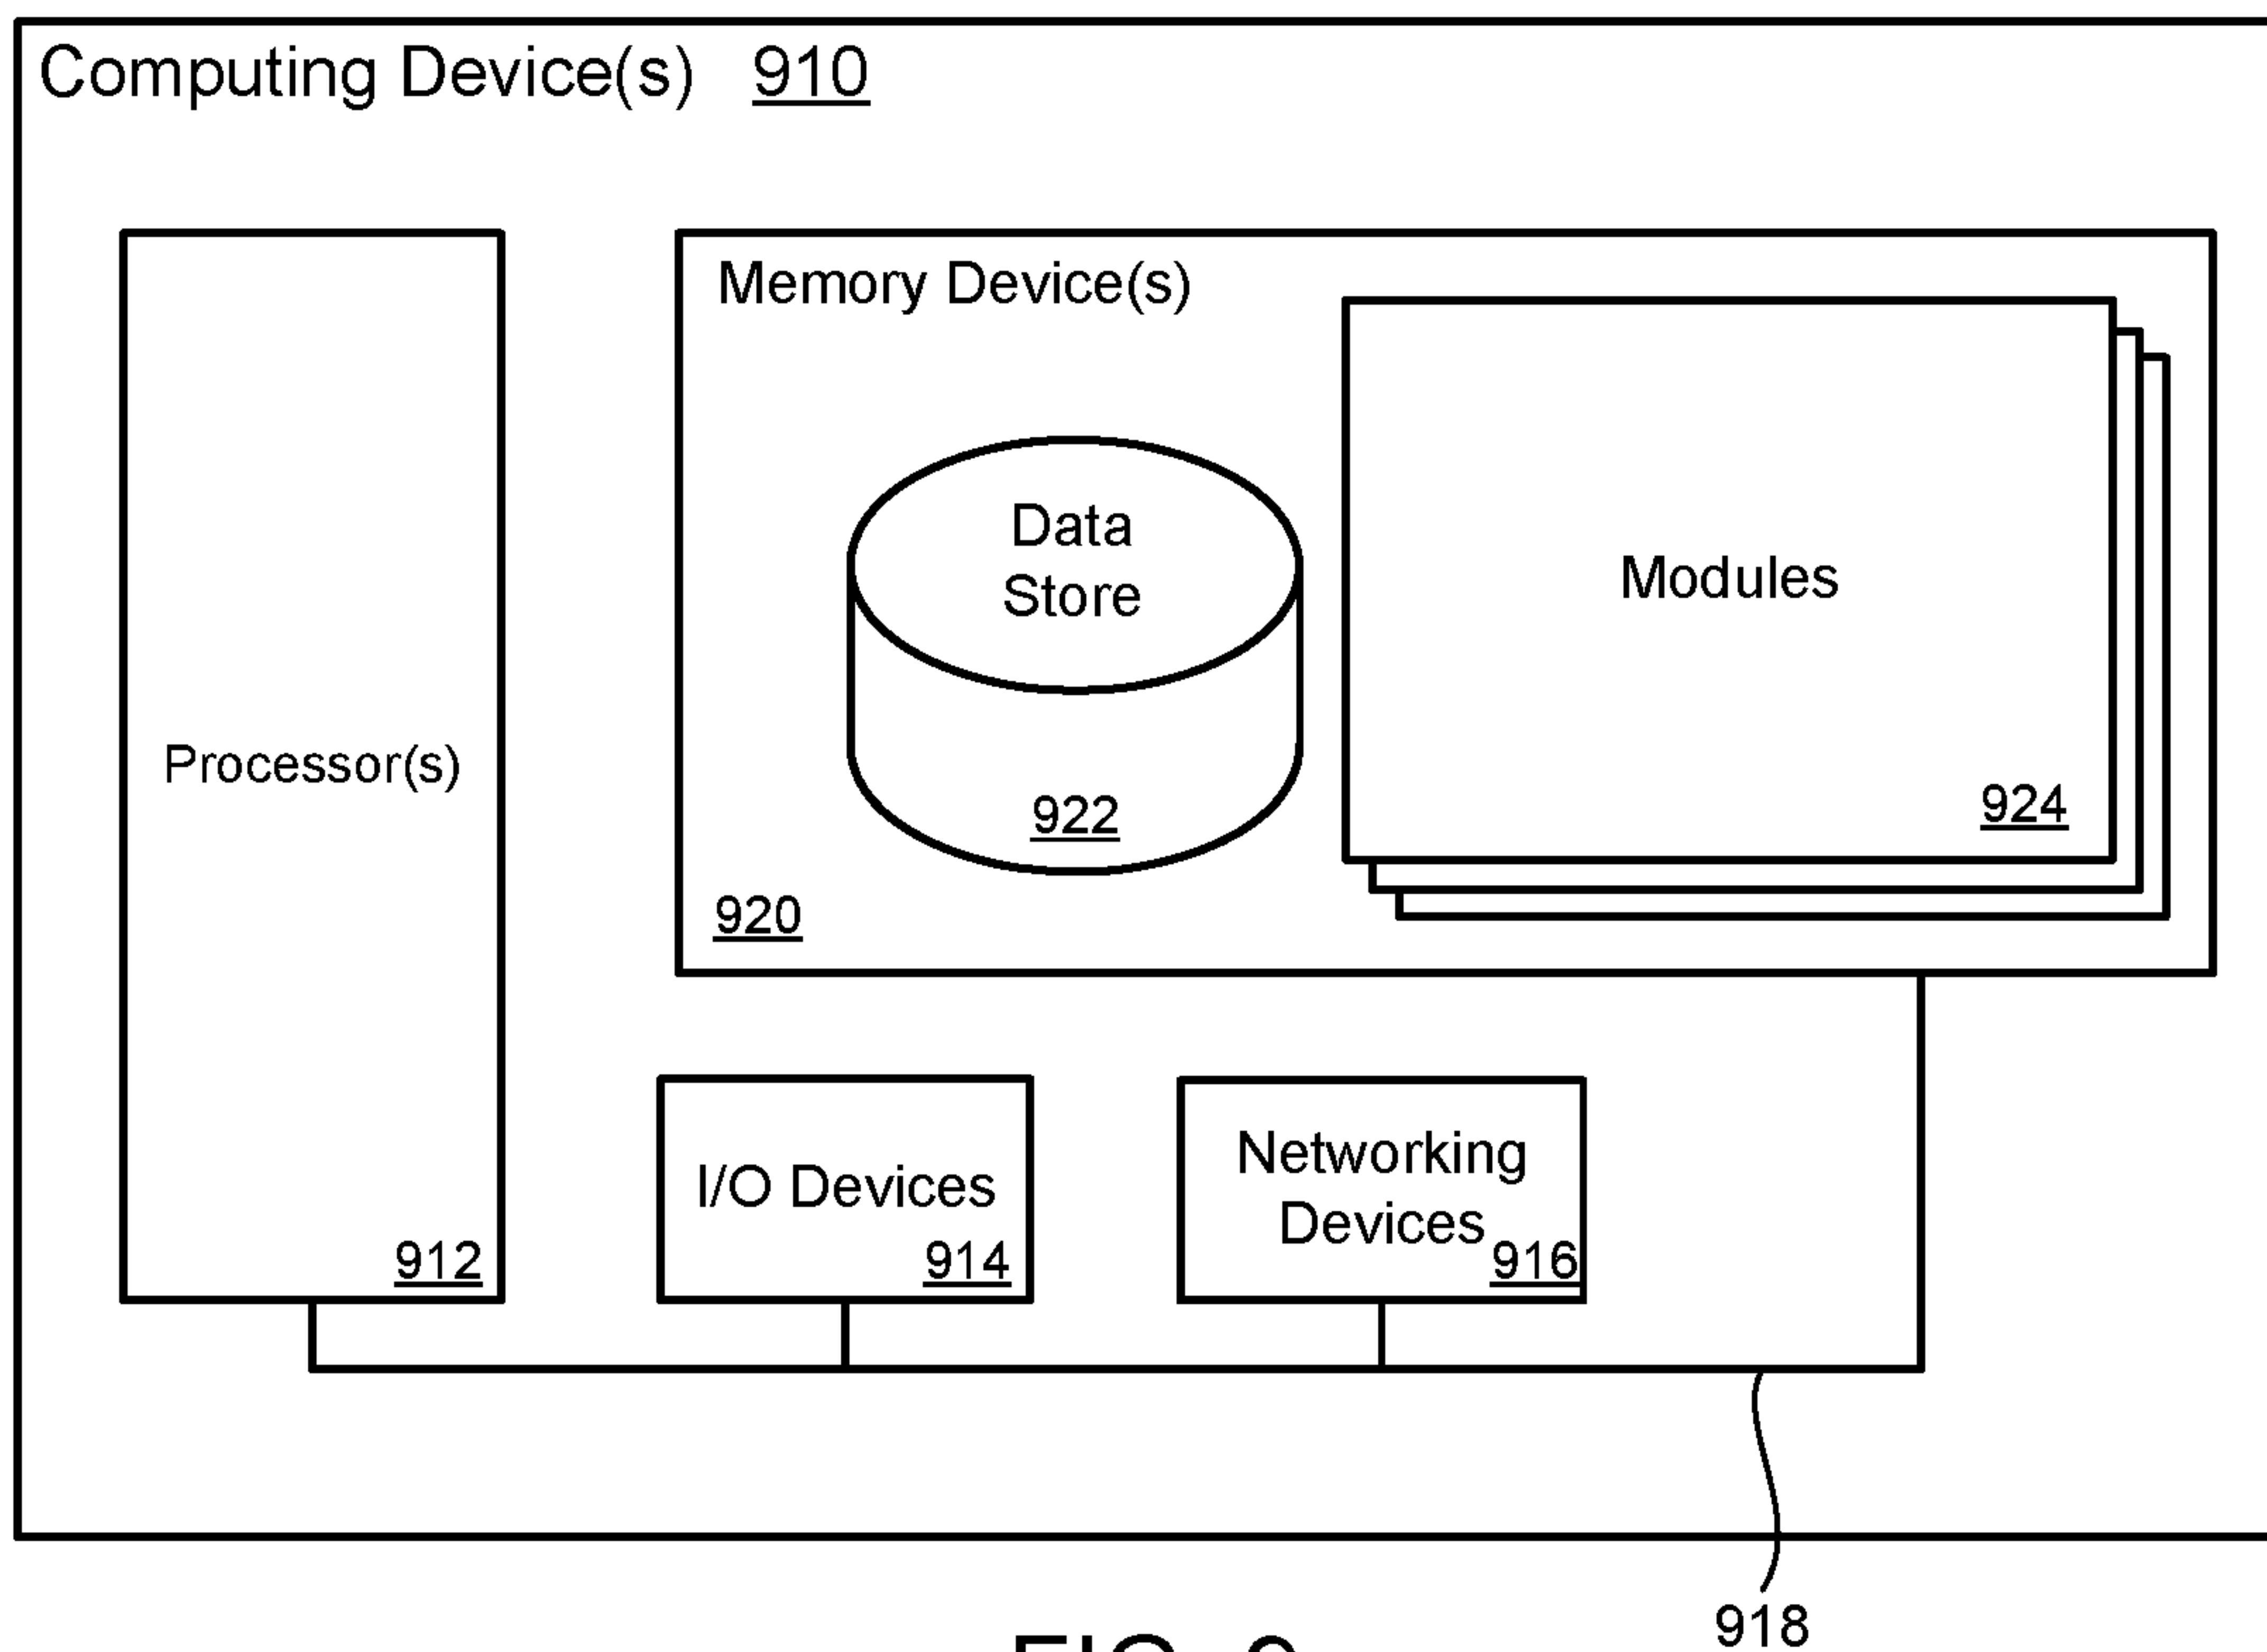 Computing Device(s) 910
Memory Device(s)
Data
Store
Modules
Processor(s)
924
922
920
Networking
I/O Devices
Devices
912
914
916
918